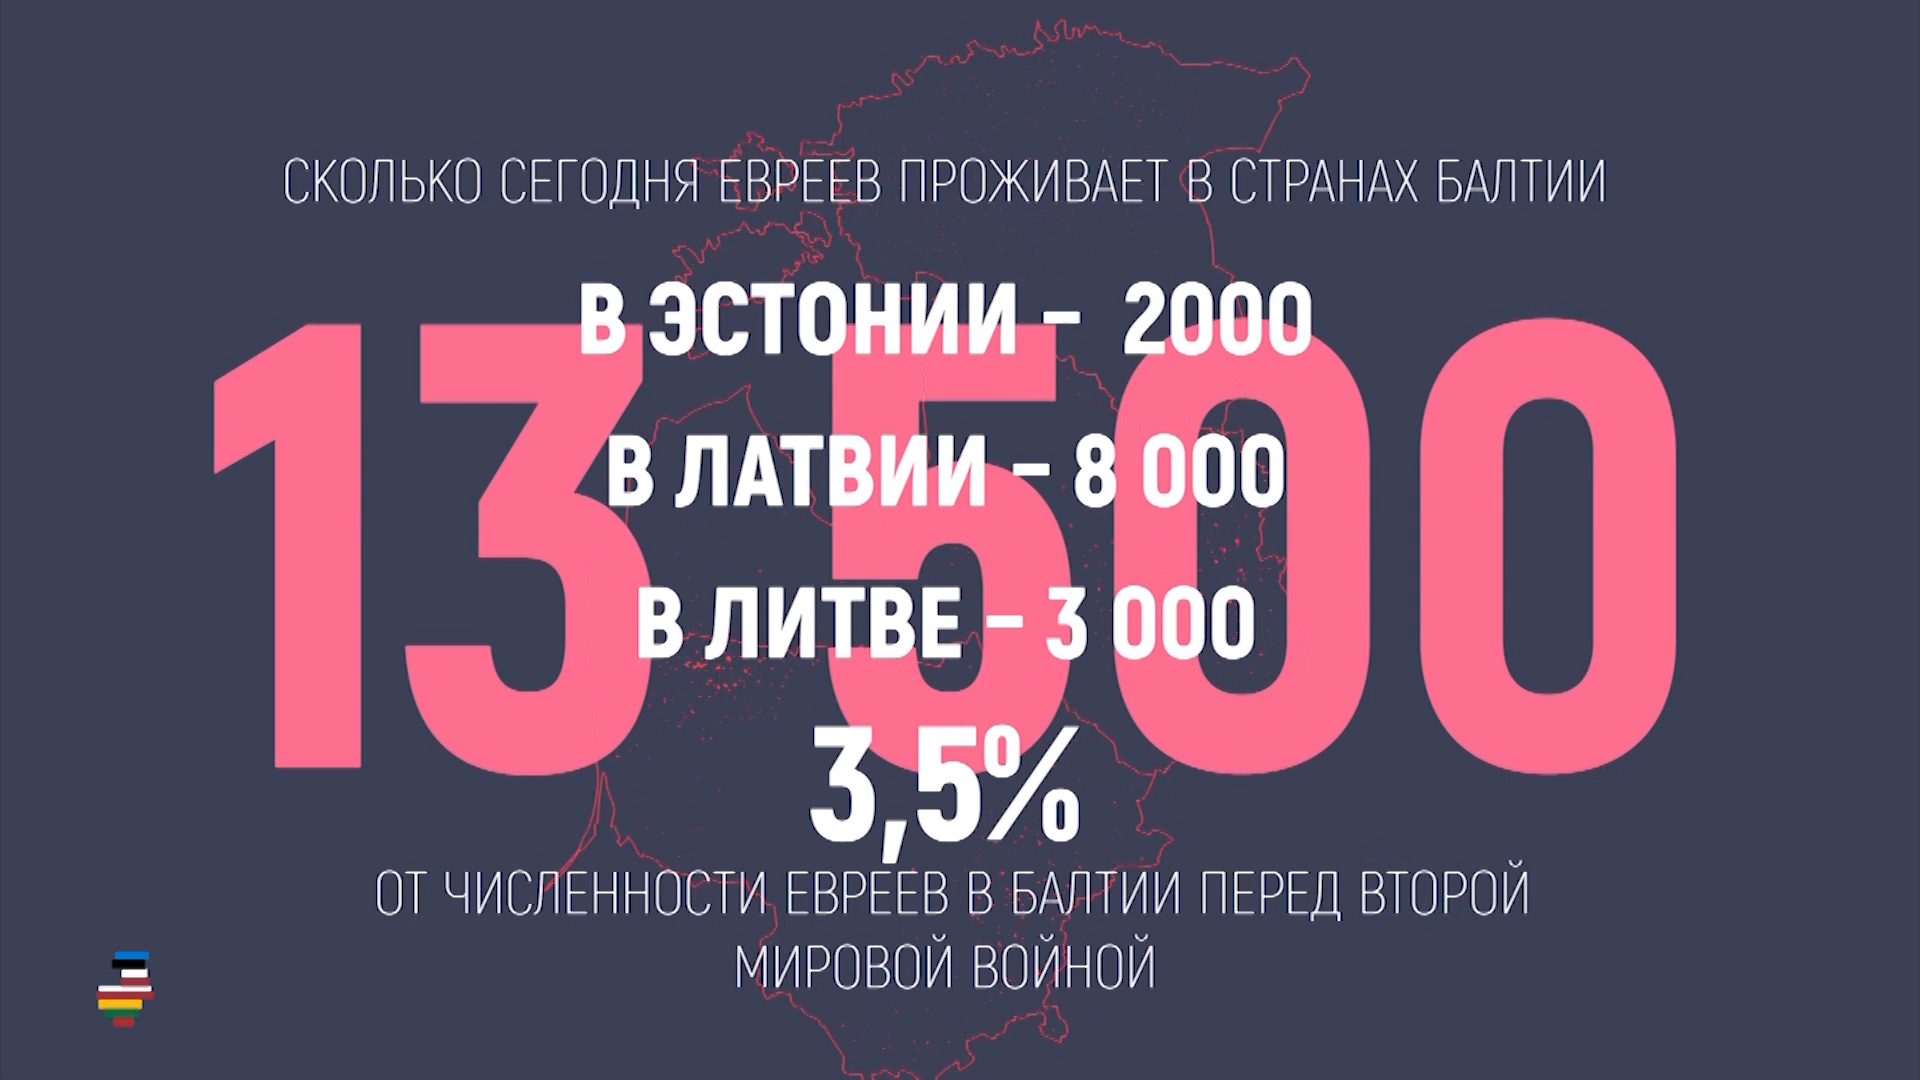 СКОЛЬКО СЕГОДНЯ ЕВРЕЕВ ПРОЖИВАЕТ В СТРАНАХ БАЛТИИ
В ЭСТОНИИ – 2000
13 500
В ЛАТВИИ – 8 000
В ЛИТВЕ – 3 000
3,5%
ОТ ЧИСЛЕННОСТИ ЕВРЕЕВ В БАЛТИИ ПЕРЕД ВТОРОЙ
МИРОВОЙ ВОЙНОЙ